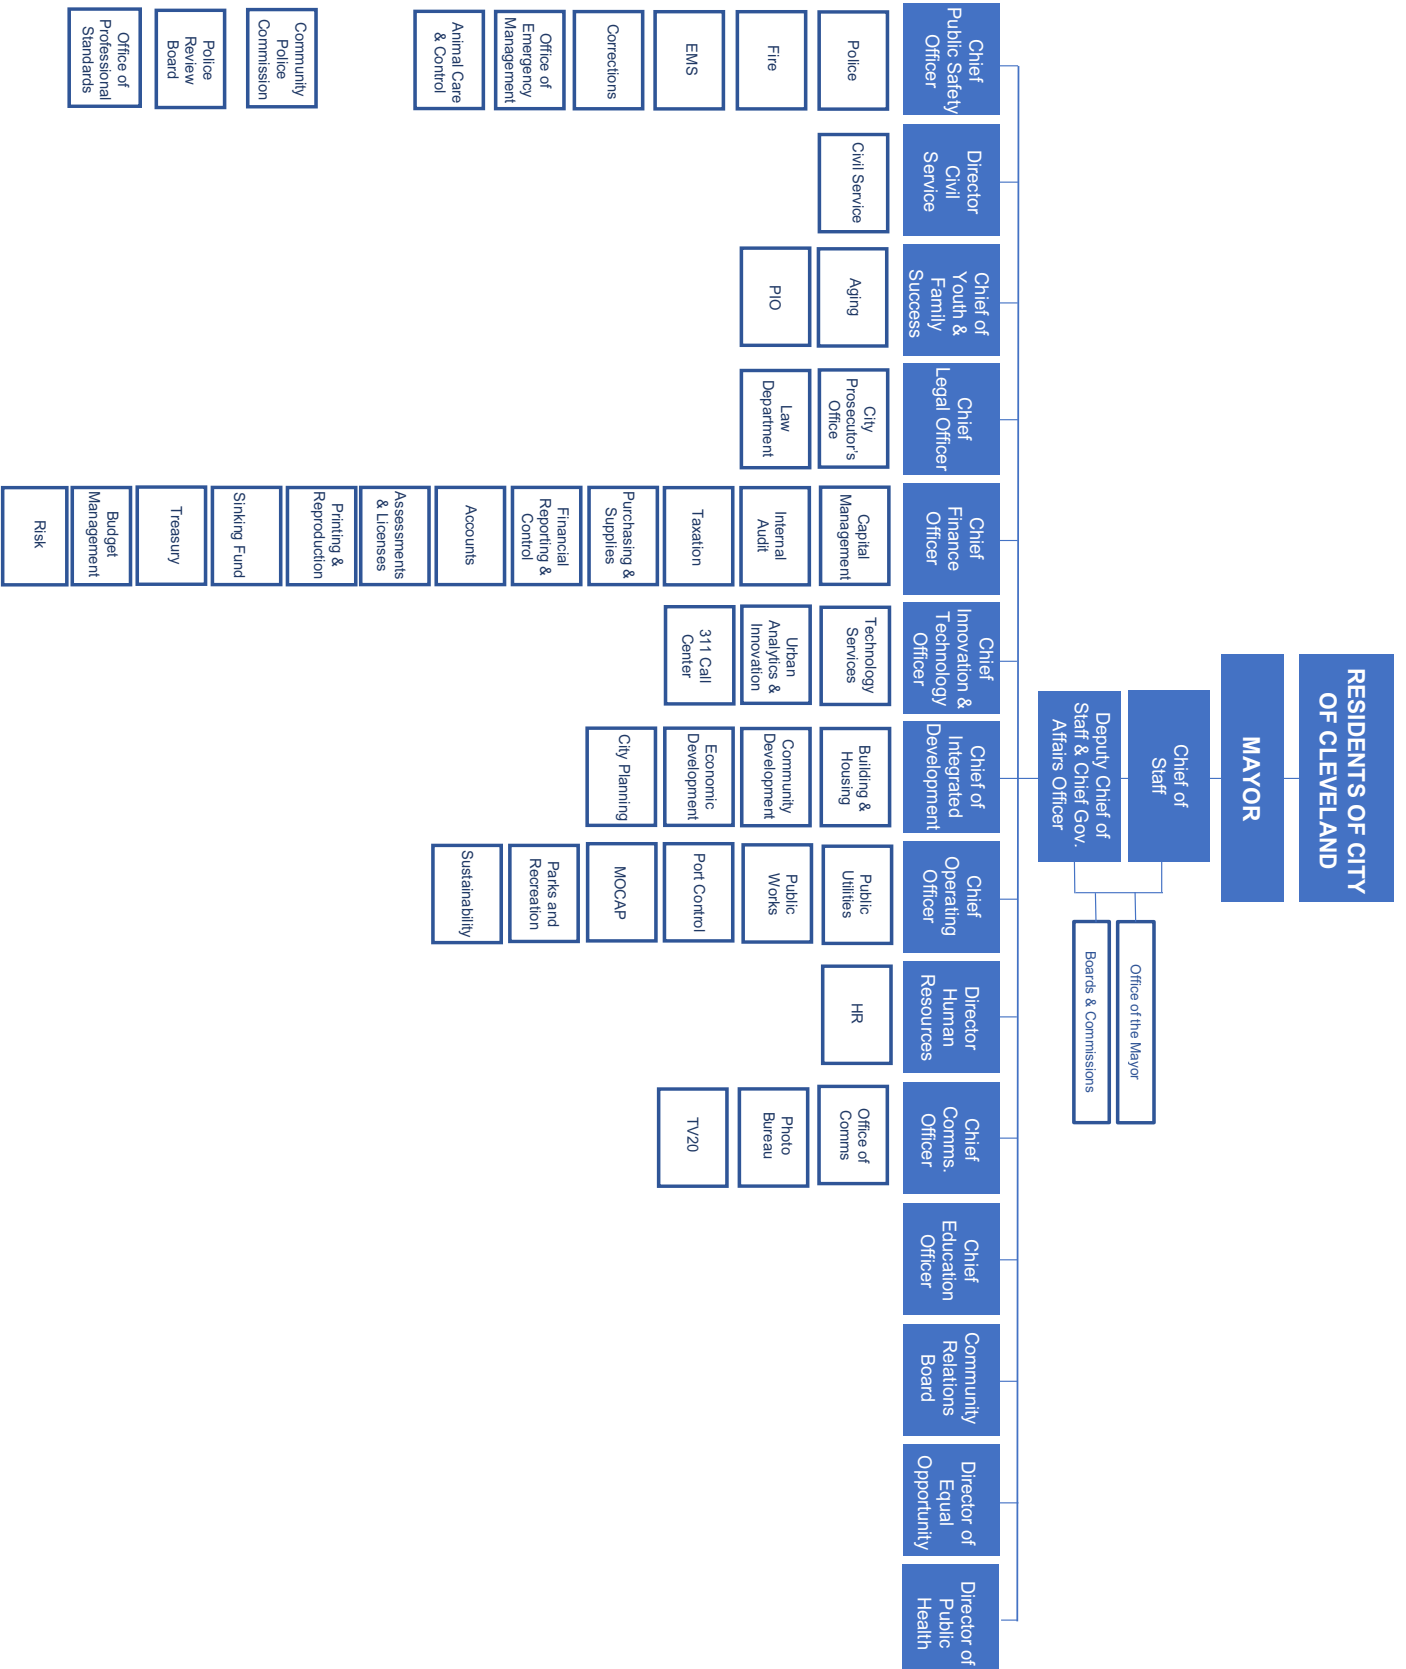 RESIDENTS OF CITY
OF CLEVELAND
MAYOR
Chief of
Staff
Deputy Chief of
Staff & Chief Gov.
Affairs Officer
Office of the Mayor
Boards & Commissions
Chief
Public Safety
Officer
Police
Fire
EMS
Corrections
Office of
Emergency
Management
Animal Care
& Control
Community
Police
Commission
Police
Review
Board
Office of
Professional
Standards
Director
Civil
Service
Civil Service
Chief of
Youth &
Family
Success
Aging
PIO
Chief
Legal Officer
City
Prosecutor's
Office
Law
Department
Chief
Finance
Officer
Capital
Management
Internal
Audit
Taxation
Purchasing &
Supplies
Financial
Reporting &
Control
Accounts
Assessments
& Licenses
Printing &
Reproduction
Sinking Fund
Treasury
Budget
Management
Risk
Chief
Innovation &
Technology
Officer
Technology
Services
Urban
Analytics &
Innovation
311 Call
Center
Chief of
Integrated
Development
Building &
Housing
Community
Development
Economic
Development
City Planning
Chief
Operating
Officer
Public
Utilities
Public
Works
Port Control
MOCAP
Parks and
Recreation
Sustainability
Director
Human
Resources
HR
Chief
Comms.
Officer
Office of
Comms
Photo
Bureau
TV20
Chief
Education
Officer
Community
Relations
Board
Director of
Equal
Opportunity
Director of
Public
Health